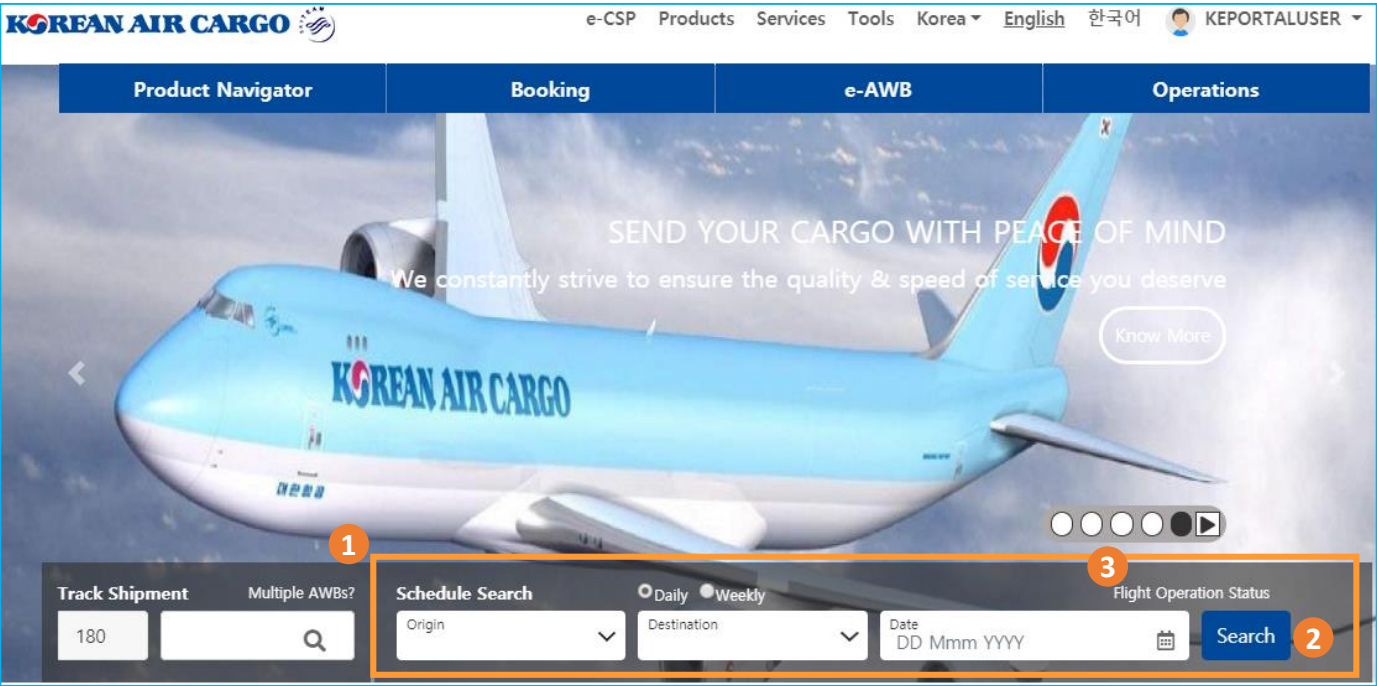 KOREAN AIR CARGO
e-CSP Products Services Tools Korea English 한국어 KEPORTALUSER
Product Navigator Booking e-AWB Operations
SEND YOUR CARGO WITH PEACE OF MIND
We constantly strive to ensure the quality & speed of service you deserve
Know More
KOREAN AIR CARGO
대한항공
1
3
Track Shipment Multiple AWBs? Schedule Search Daily Weekly Flight Operation Status
180 Origin Destination Date
DD Mmm YYYY Search 2